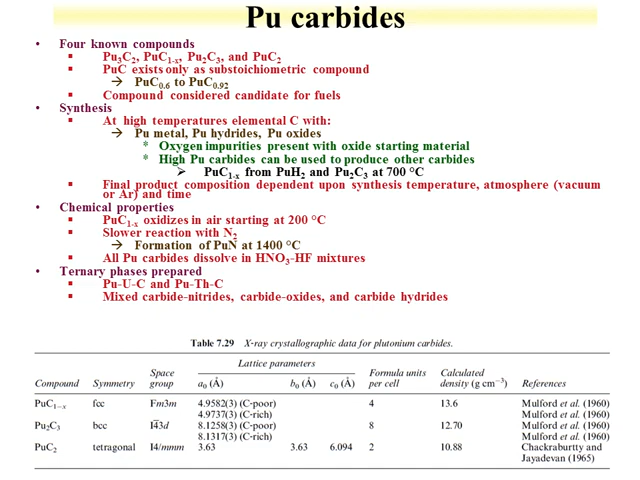 Pu carbides
• Four known compounds
▪ Pu₃C₂, PuC₁₋ₓ, Pu₂C₃, and PuC₂
▪ PuC exists only as substoichiometric compound
→ PuC₀.₆ to PuC₀.₉₂
▪ Compound considered candidate for fuels
• Synthesis
▪ At high temperatures elemental C with:
→ Pu metal, Pu hydrides, Pu oxides
* Oxygen impurities present with oxide starting material
* High Pu carbides can be used to produce other carbides
➢ PuC₁₋ₓ from PuH₂ and Pu₂C₃ at 700 °C
▪ Final product composition dependent upon synthesis temperature, atmosphere (vacuum
or Ar) and time
• Chemical properties
▪ PuC₁₋ₓ oxidizes in air starting at 200 °C
▪ Slower reaction with N₂
→ Formation of PuN at 1400 °C
▪ All Pu carbides dissolve in HNO₃-HF mixtures
• Ternary phases prepared
▪ Pu-U-C and Pu-Th-C
▪ Mixed carbide-nitrides, carbide-oxides, and carbide hydrides
Table 7.29 X-ray crystallographic data for plutonium carbides.
Lattice parameters
Compound Symmetry Space group a₀ (Å) b₀ (Å) c₀ (Å) Formula units per cell Calculated density (g cm⁻³) References
PuC₁₋ₓ fcc Fm3m 4.9582(3) (C-poor) 4 13.6 Mulford et al. (1960)
4.9737(3) (C-rich) Mulford et al. (1960)
Pu₂C₃ bcc I4̄3d 8.1258(3) (C-poor) 8 12.70 Mulford et al. (1960)
8.1317(3) (C-rich) Mulford et al. (1960)
PuC₂ tetragonal I4/mmm 3.63 3.63 6.094 2 10.88 Chackraburtty and
Jayadevan (1965)